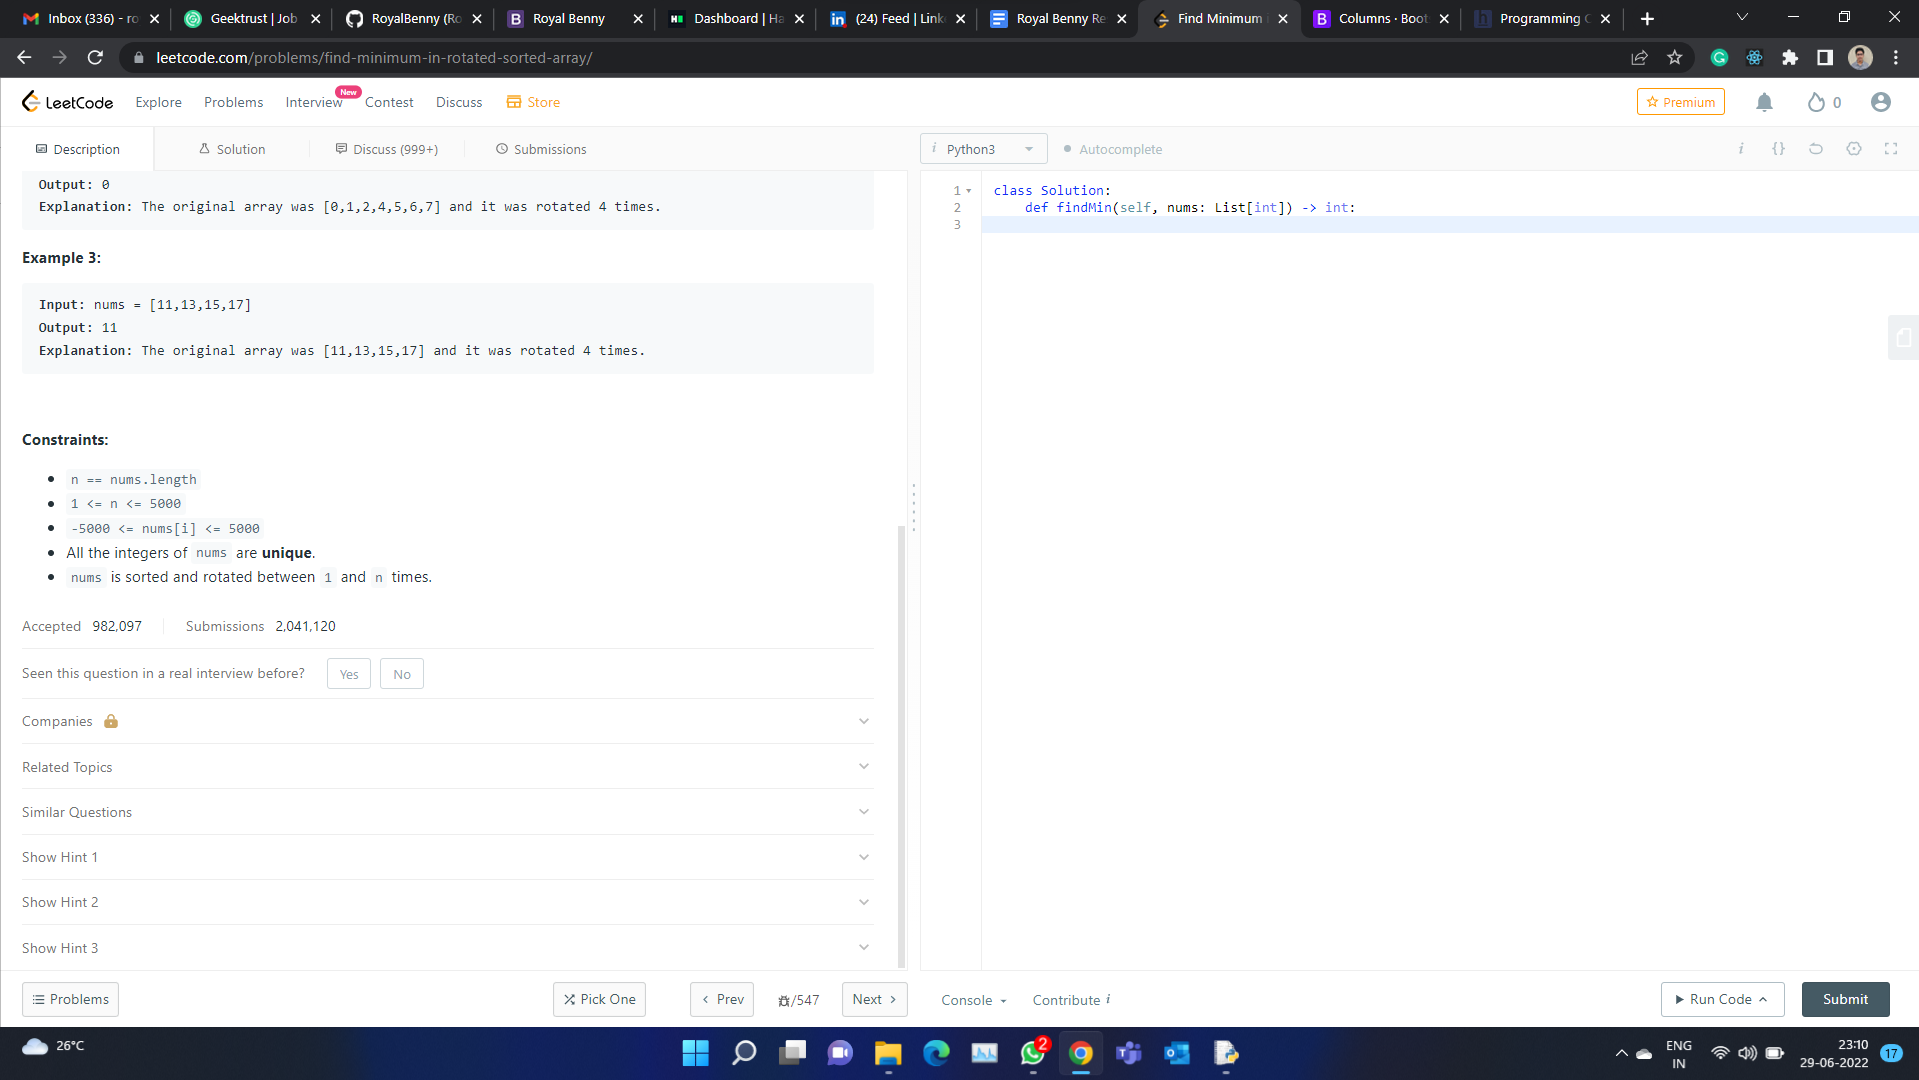 Inbox (336) - ro
Geektrust | Job
RoyalBenny (Ro
Royal Benny
Dashboard | Ha
(24) Feed | Link
Royal Benny Re
Find Minimum
Columns · Boot
Programming
leetcode.com/problems/find-minimum-in-rotated-sorted-array/
LeetCode
Explore
Problems
Interview
New
Contest
Discuss
Store
Premium
0
Description
Solution
Discuss (999+)
Submissions
i Python3
Autocomplete
Output: 0
Explanation: The original array was [0,1,2,4,5,6,7] and it was rotated 4 times.
Example 3:
Input: nums = [11,13,15,17]
Output: 11
Explanation: The original array was [11,13,15,17] and it was rotated 4 times.
Constraints:
n == nums.length
1 <= n <= 5000
-5000 <= nums[i] <= 5000
All the integers of nums are unique.
nums is sorted and rotated between 1 and n times.
Accepted 982,097
Submissions 2,041,120
Seen this question in a real interview before?
Yes
No
Companies
Related Topics
Similar Questions
Show Hint 1
Show Hint 2
Show Hint 3
1 class Solution:
2 def findMin(self, nums: List[int]) -> int:
3
Problems
Pick One
Prev
/547
Next
Console
Contribute i
Run Code
Submit
26°C
2
ENG
IN
23:10
29-06-2022
17